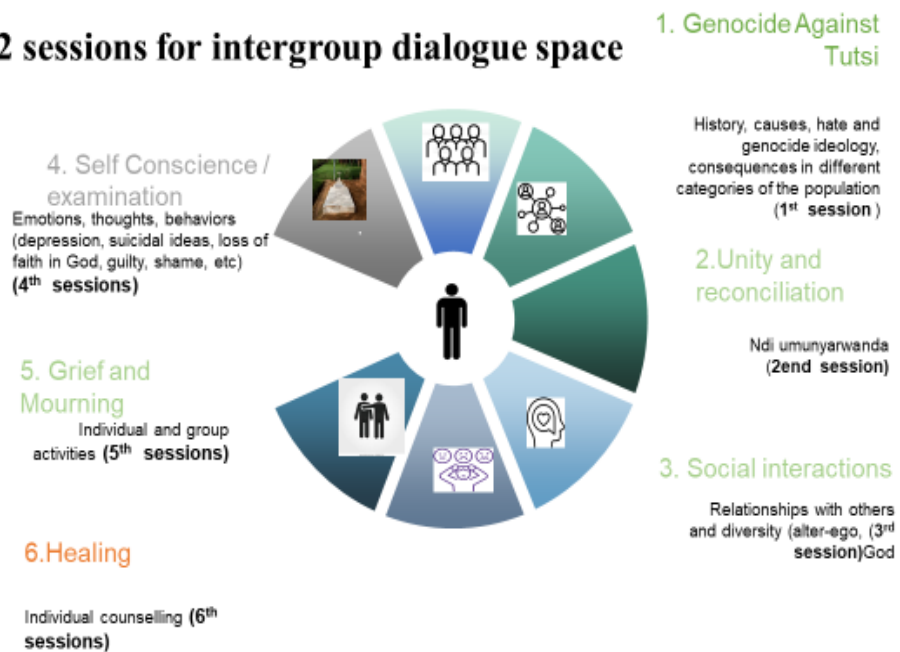 2 sessions for intergroup dialogue space
1. Genocide Against
Tutsi
History, causes, hate and
genocide ideology,
consequences in different
categories of the population
(1st session )
2.Unity and
reconciliation
Ndi umunyarwanda
(2end session)
3. Social interactions
Relationships with others
and diversity (alter-ego, (3rd
session)God
4. Self Conscience /
examination
Emotions, thoughts, behaviors
(depression, suicidal ideas, loss of
faith in God, guilty, shame, etc)
(4th sessions)
5. Grief and
Mourning
Individual and group
activities (5th sessions)
6.Healing
Individual counselling (6th
sessions)